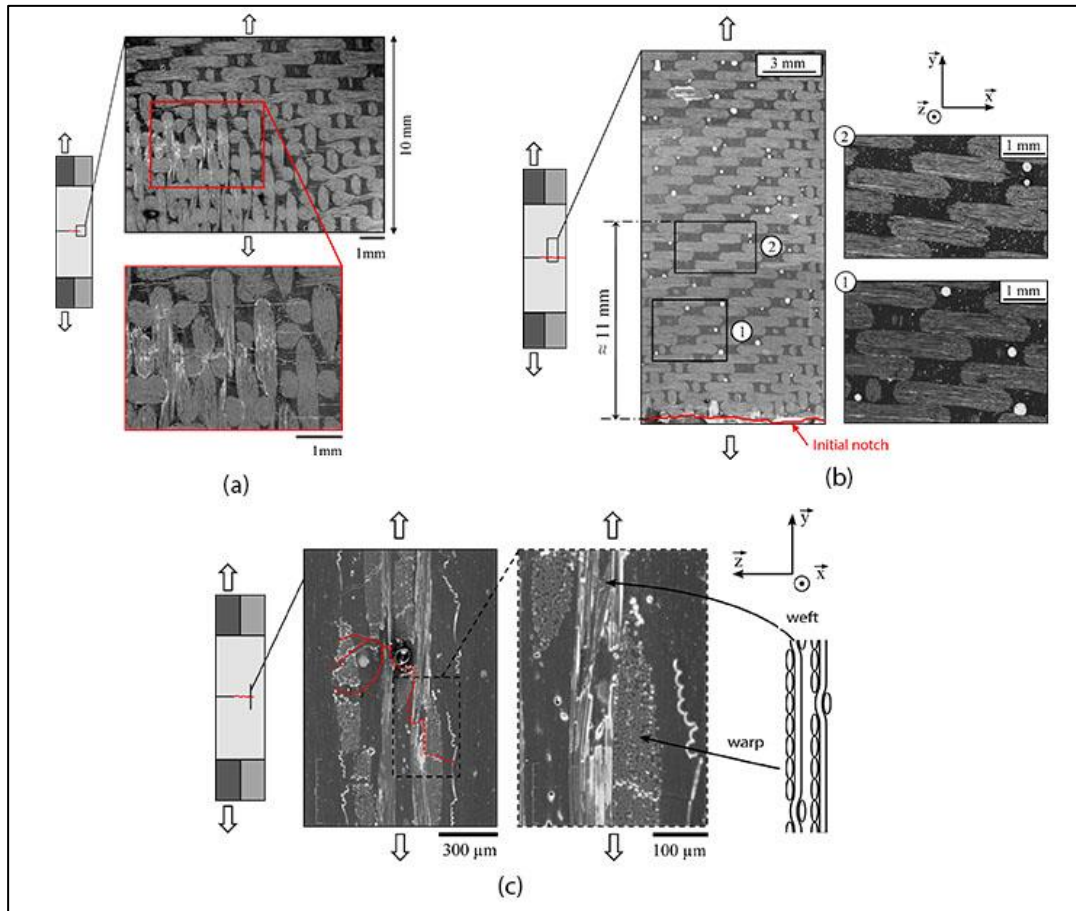 10 mm
1mm
1mm
(a)
3 mm
≈ 11 mm
2
1
Initial notch
y
z
x
2
1 mm
1
1 mm
(b)
300 µm
100 µm
y
z
x
weft
warp
(c)